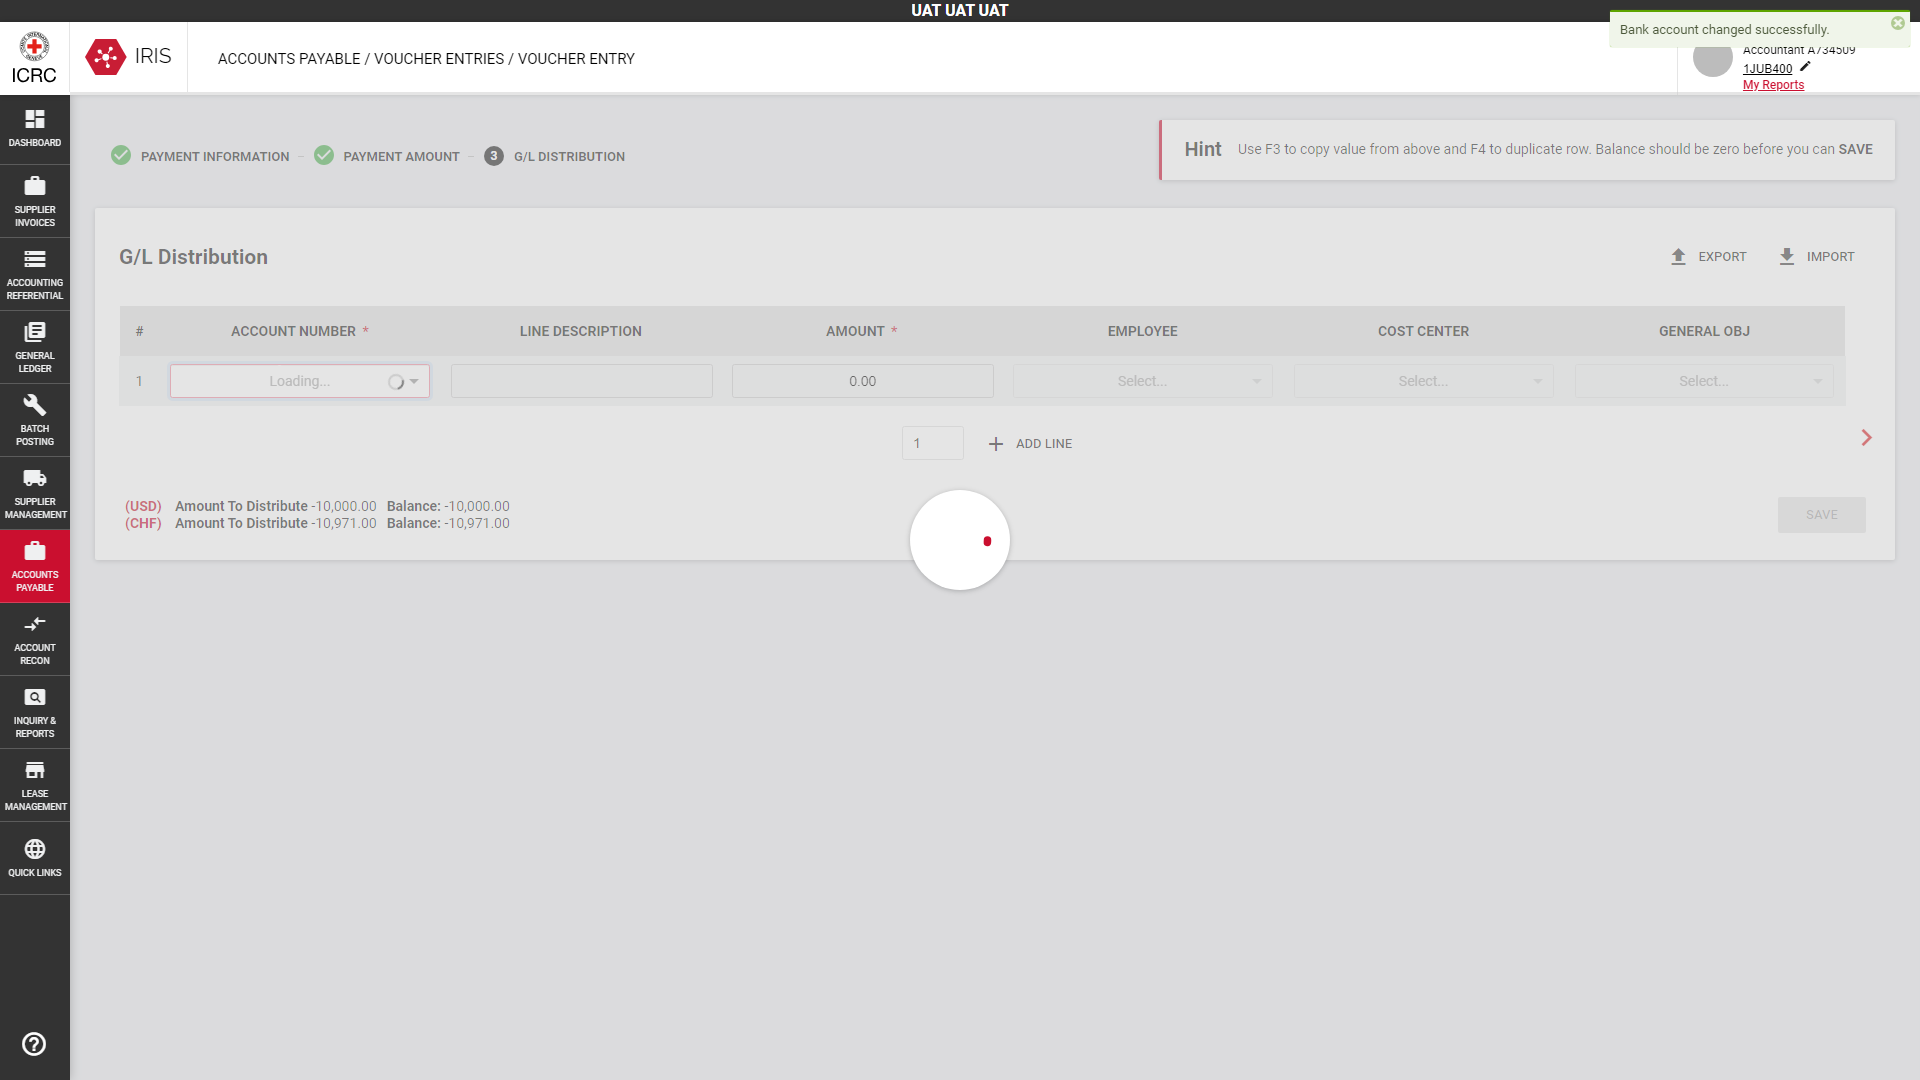 UAT UAT UAT
Bank account changed successfully.
ICRC
IRIS
ACCOUNTS PAYABLE / VOUCHER ENTRIES / VOUCHER ENTRY
Accountant A734509
1JUB400
My Reports
DASHBOARD
SUPPLIER
INVOICES
ACCOUNTING
REFERENTIAL
GENERAL
LEDGER
BATCH
POSTING
SUPPLIER
MANAGEMENT
ACCOUNTS
PAYABLE
ACCOUNT
RECON
INQUIRY &
REPORTS
LEASE
MANAGEMENT
QUICK LINKS
PAYMENT INFORMATION
PAYMENT AMOUNT
3 G/L DISTRIBUTION
Hint Use F3 to copy value from above and F4 to duplicate row. Balance should be zero before you can SAVE
G/L Distribution
EXPORT
IMPORT
# ACCOUNT NUMBER * LINE DESCRIPTION AMOUNT * EMPLOYEE COST CENTER GENERAL OBJ
1 Loading... 0.00 Select... Select... Select...
1 ADD LINE
(USD) Amount To Distribute -10,000.00 Balance: -10,000.00
(CHF) Amount To Distribute -10,971.00 Balance: -10,971.00
SAVE